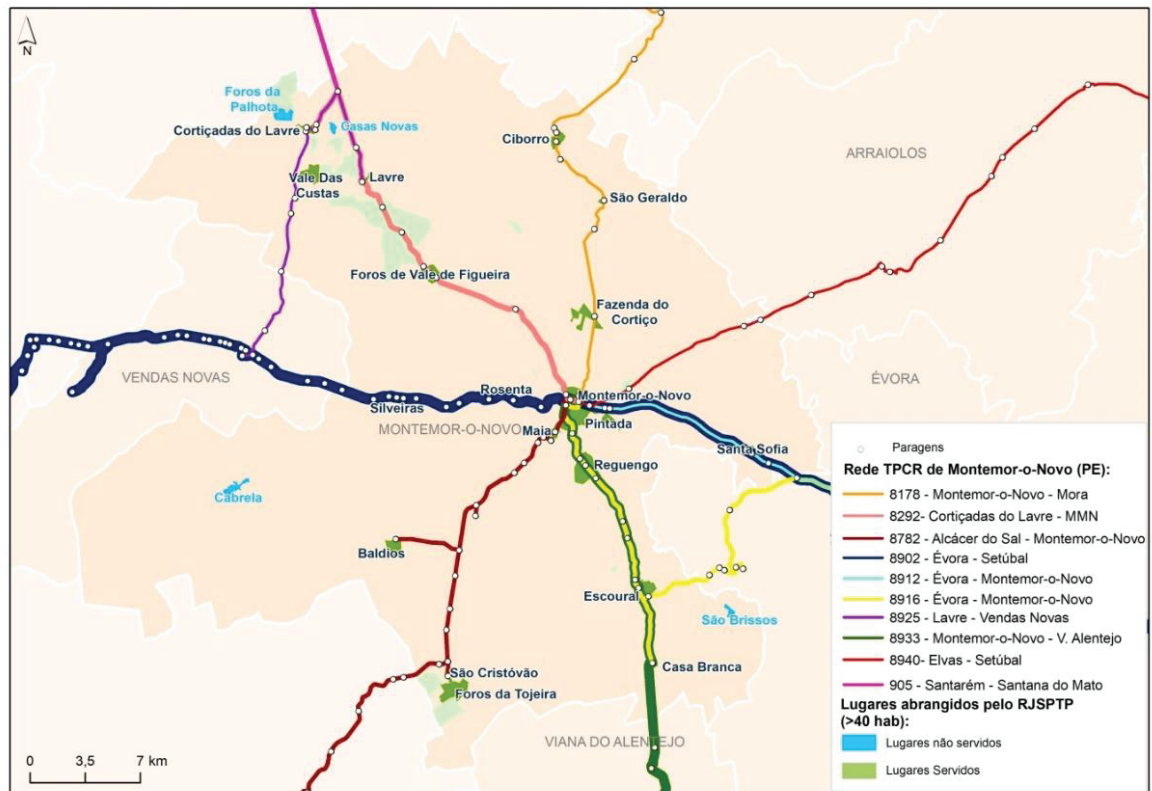 N
Foros da
Palhota
Cortiçadas do Lavre
Casas Novas
Ciborro
ARRAIOLOS
Vale Das
Custas
Lavre
São Geraldo
Foros de Vale de Figueira
Fazenda do
Cortiço
ÉVORA
VENDAS NOVAS
Rosenta
Montemor-o-Novo
Silveiras
MONTEMOR-O-NOVO
Maia
Pintada
Santa Sofia
Reguengo
Cabrela
Baldios
Escoural
São Brissos
Casa Branca
São Cristóvão
Foros da Tojeira
VIANA DO ALENTEJO
0 3,5 7 km
Paragens
Rede TPCR de Montemor-o-Novo (PE):
8178 - Montemor-o-Novo - Mora
8292- Cortiçadas do Lavre - MMN
8782 - Alcácer do Sal - Montemor-o-Novo
8902 - Évora - Setúbal
8912 - Évora - Montemor-o-Novo
8916 - Évora - Montemor-o-Novo
8925 - Lavre - Vendas Novas
8933 - Montemor-o-Novo - V. Alentejo
8940- Elvas - Setúbal
905 - Santarém - Santana do Mato
Lugares abrangidos pelo RJSPTP
(>40 hab):
Lugares não servidos
Lugares Servidos